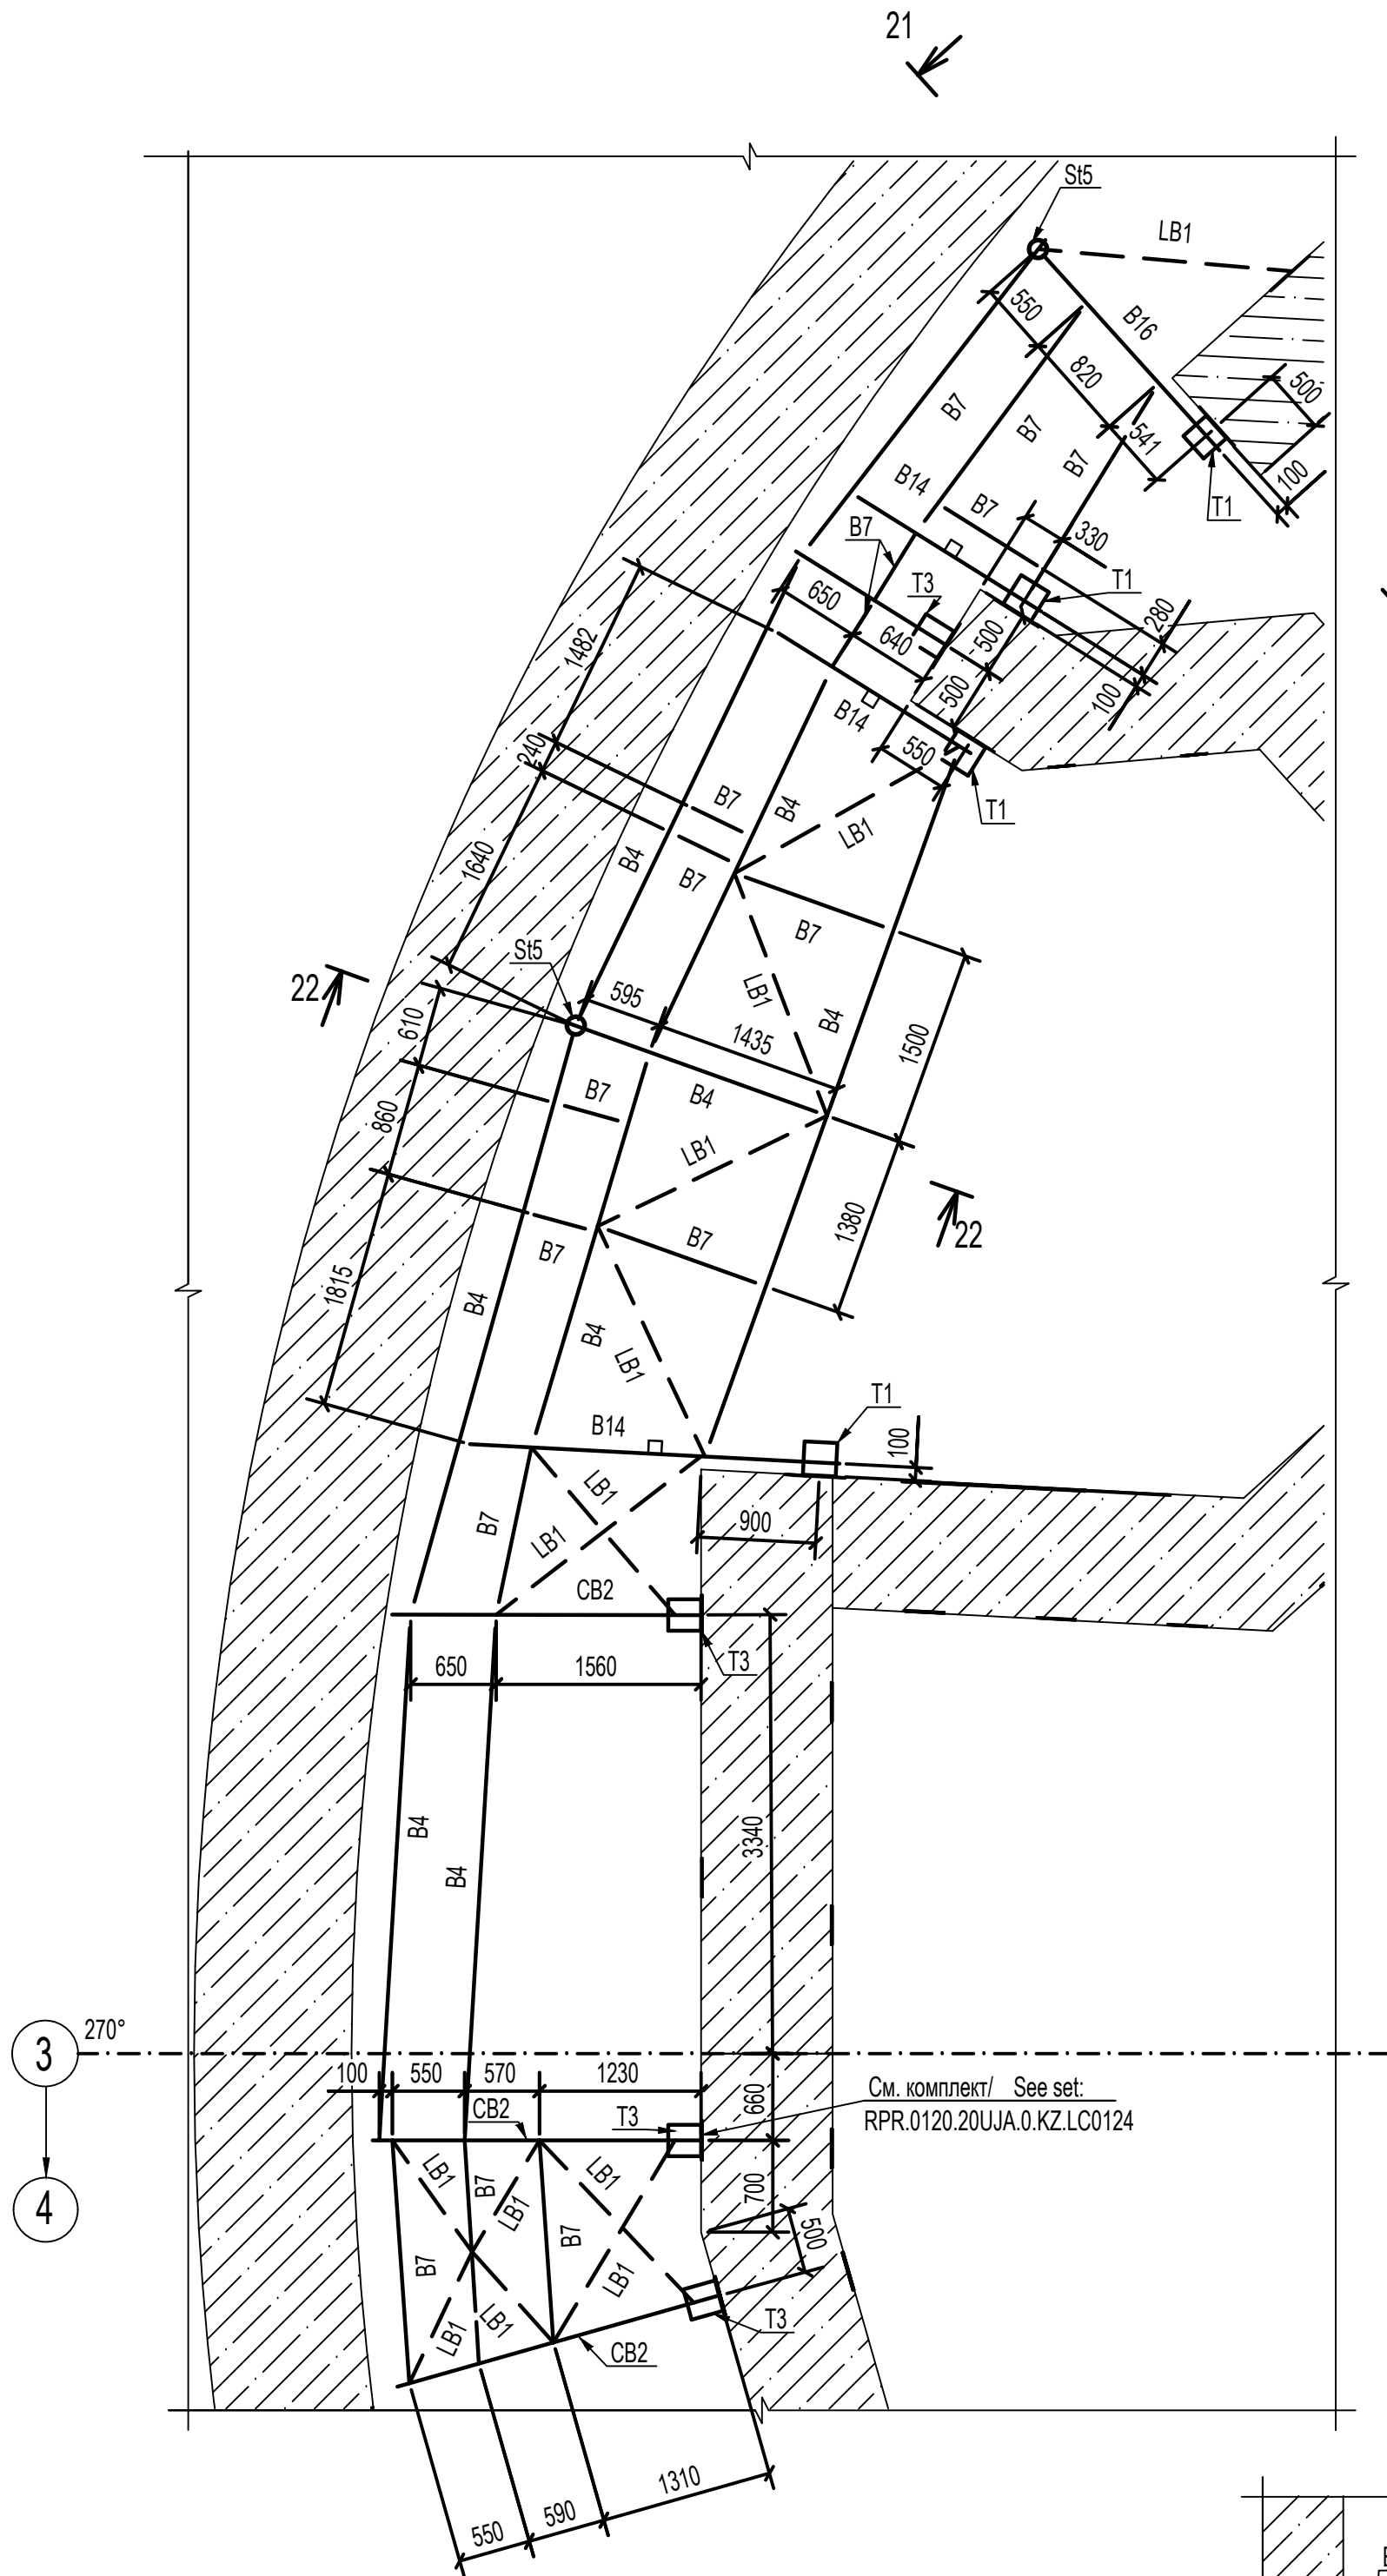 21
St5
LB1
550
B16
820
500
B7
B7
541
B7
100
T1
B14
B7
B7
330
T3
T1
650
280
640
500
1482
500
100
B14
240
550
B7
B4
T1
LB1
B4
1640
B7
B7
St5
LB1
22
595
B4
610
1435
1500
B7
B4
860
LB1
1380
22
B7
B7
1815
B4
B4
LB1
T1
B14
100
LB1
B7
900
LB1
CB2
T3
650
1560
B4
3340
B4
3
270°
100
550
570
1230
660
См. комплект/ See set:
CB2
T3
RPR.0120.20UJA.0.KZ.LC0124
LB1
B7
LB1
700
4
LB1
500
B7
B7
LB1
LB1
LB1
T3
CB2
1310
590
550